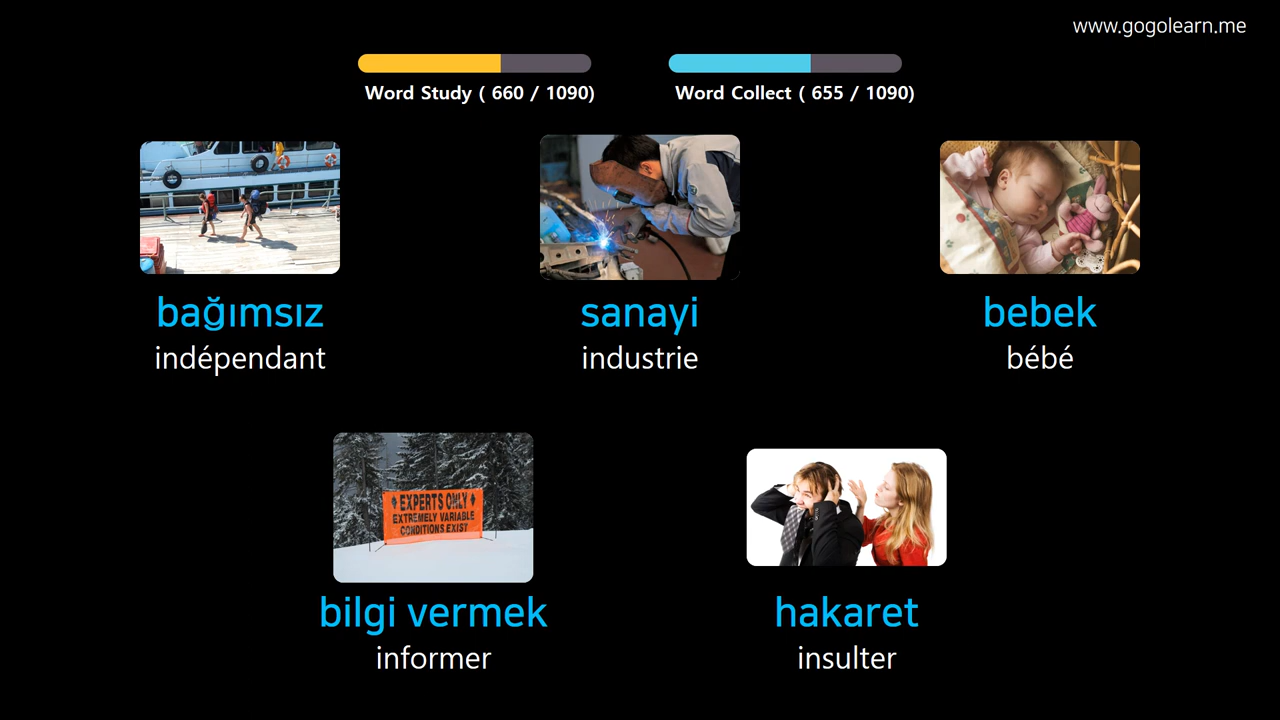 www.gogolearn.me
Word Study ( 660 / 1090)
Word Collect ( 655 / 1090)
bağımsız
indépendant
sanayi
industrie
bebek
bébé
EXPERTS ONLY
EXTREMELY VARIABLE
CONDITIONS EXIST
bilgi vermek
informer
hakaret
insulter